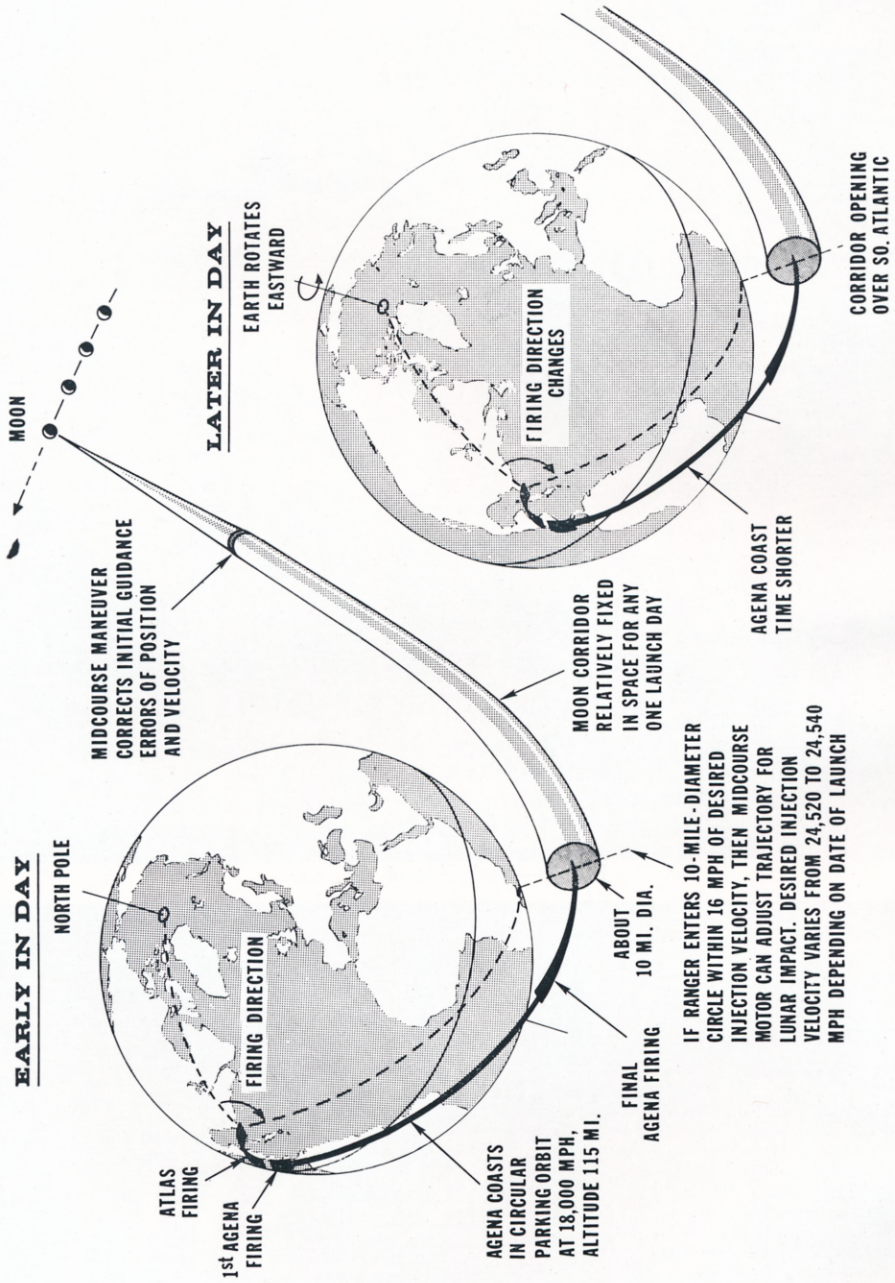 EARLY IN DAY
NORTH POLE
FIRING DIRECTION
ATLAS
FIRING
1st AGENA
FIRING
AGENA COASTS
IN CIRCULAR
PARKING ORBIT
AT 18,000 MPH,
ALTITUDE 115 MI.
FINAL
AGENA FIRING
ABOUT
10 MI. DIA.
IF RANGER ENTERS 10-MILE-DIAMETER
CIRCLE WITHIN 16 MPH OF DESIRED
INJECTION VELOCITY, THEN MIDCOURSE
MOTOR CAN ADJUST TRAJECTORY FOR
LUNAR IMPACT. DESIRED INJECTION
VELOCITY VARIES FROM 24,520 TO 24,540
MPH DEPENDING ON DATE OF LAUNCH
MIDCOURSE MANEUVER
CORRECTS INITIAL GUIDANCE
ERRORS OF POSITION
AND VELOCITY
MOON
MOON CORRIDOR
RELATIVELY FIXED
IN SPACE FOR ANY
ONE LAUNCH DAY
LATER IN DAY
EARTH ROTATES
EASTWARD
FIRING DIRECTION
CHANGES
AGENA COAST
TIME SHORTER
CORRIDOR OPENING
OVER SO. ATLANTIC